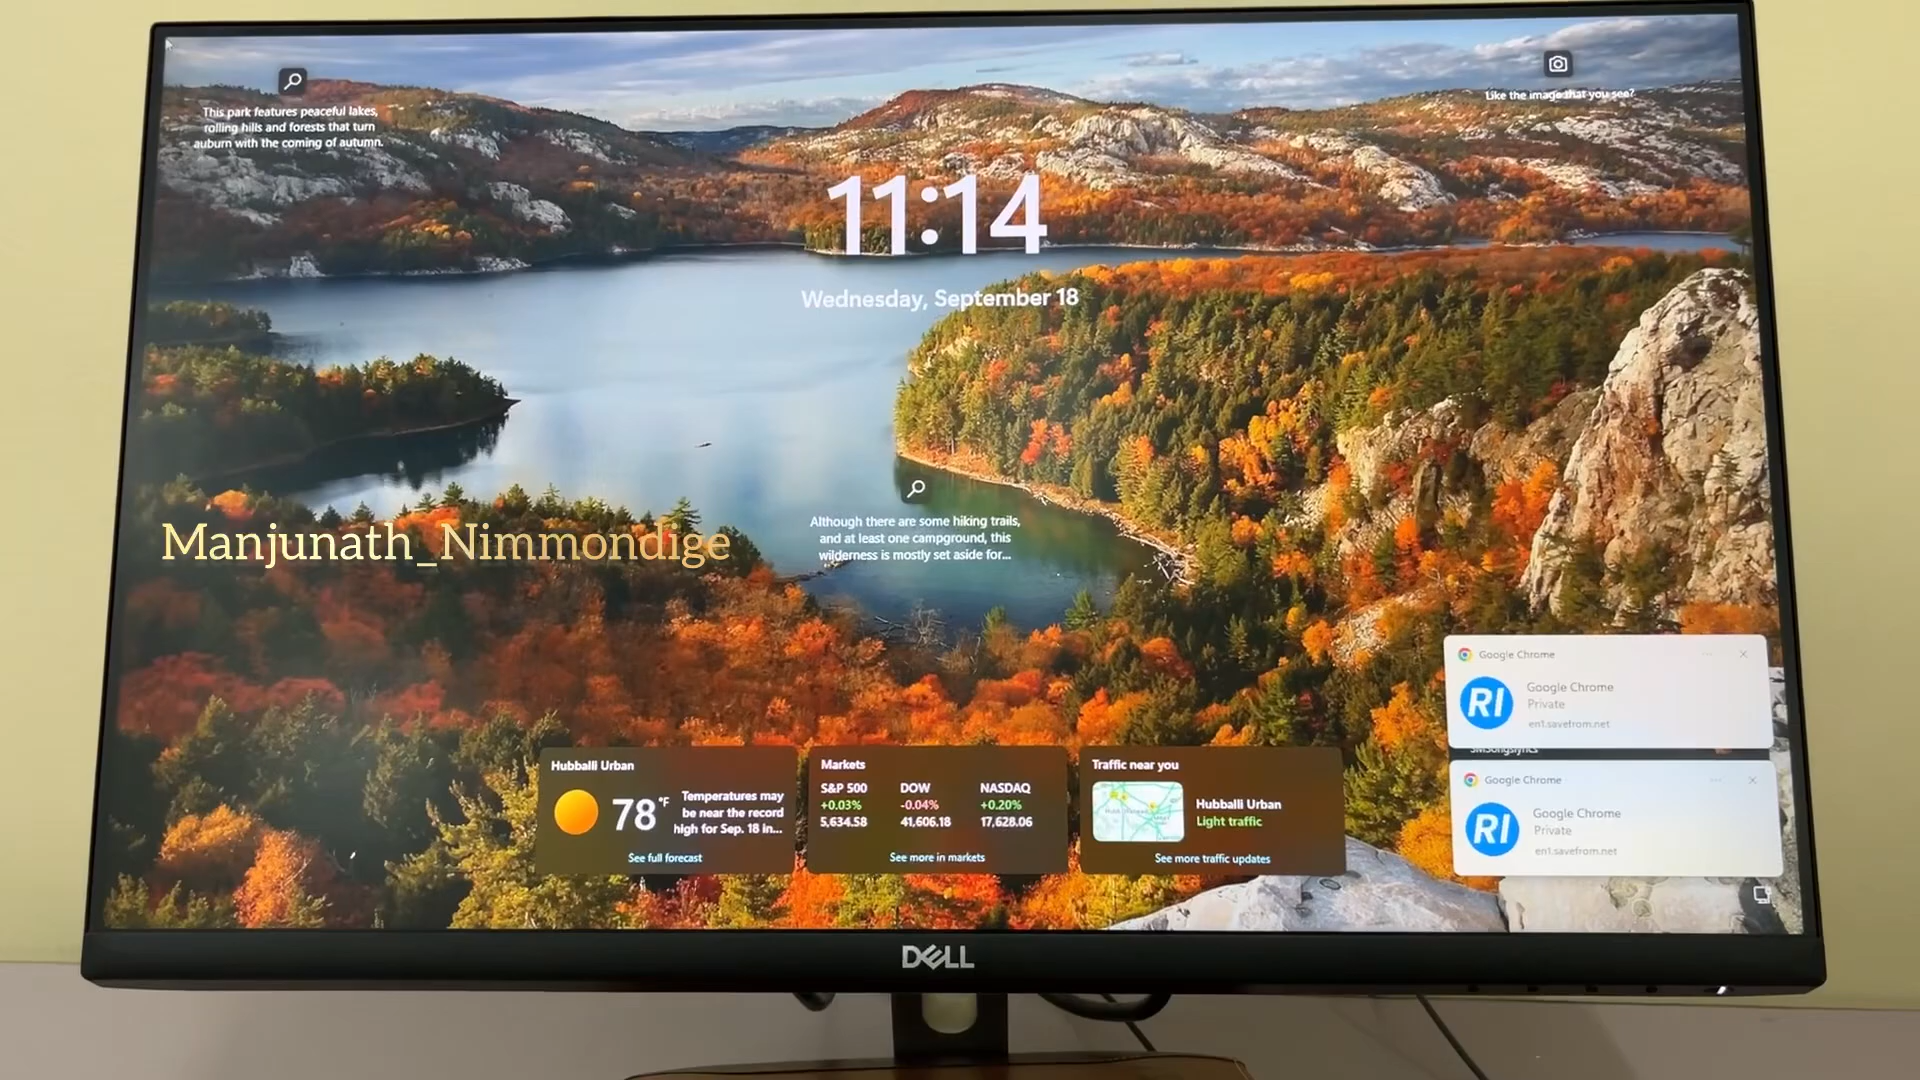 This park features peaceful lakes,
rolling hills and forests that turn
auburn with the coming of autumn.
Like the image that you see?
11:14
Wednesday, September 18
Although there are some hiking trails,
and at least one campground, this
wilderness is mostly set aside for...
Manjunath_Nimmondige
Google Chrome
RI
Google Chrome
Private
en1.savefrom.net
SMSongslyrics
Google Chrome
RI
Google Chrome
Private
en1.savefrom.net
Hubballi Urban
78°F
Temperatures may
be near the record
high for Sep. 18 in...
See full forecast
Markets
S&P 500 DOW NASDAQ
+0.03% -0.04% +0.20%
5,634.58 41,606.18 17,628.06
See more in markets
Traffic near you
Hubballi Urban
Light traffic
See more traffic updates
DELL